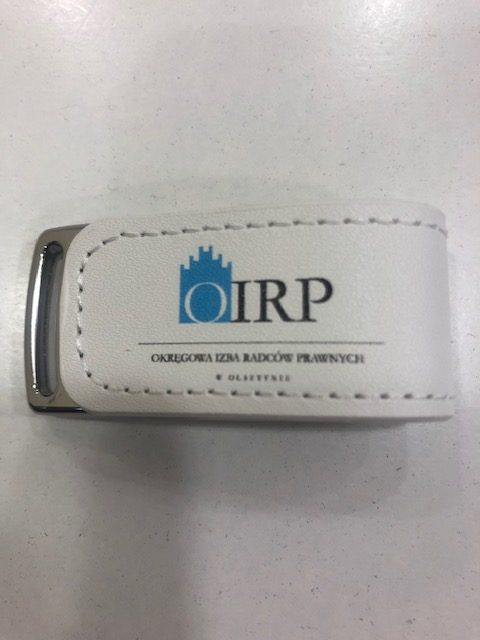 OIRP
OKRĘGOWA IZBA RADCÓW PRAWNYCH
W OLSZTYNIE